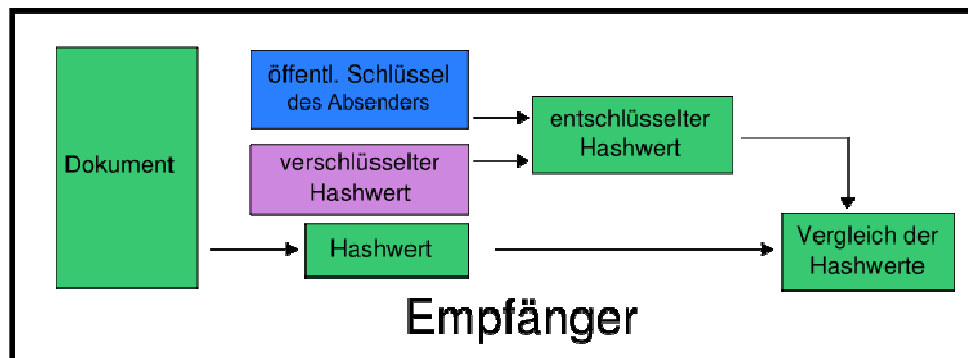 Dokument
öffentl. Schlüssel
des Absenders
verschlüsselter
Hashwert
Hashwert
entschlüsselter
Hashwert
Vergleich der
Hashwerte
Empfänger